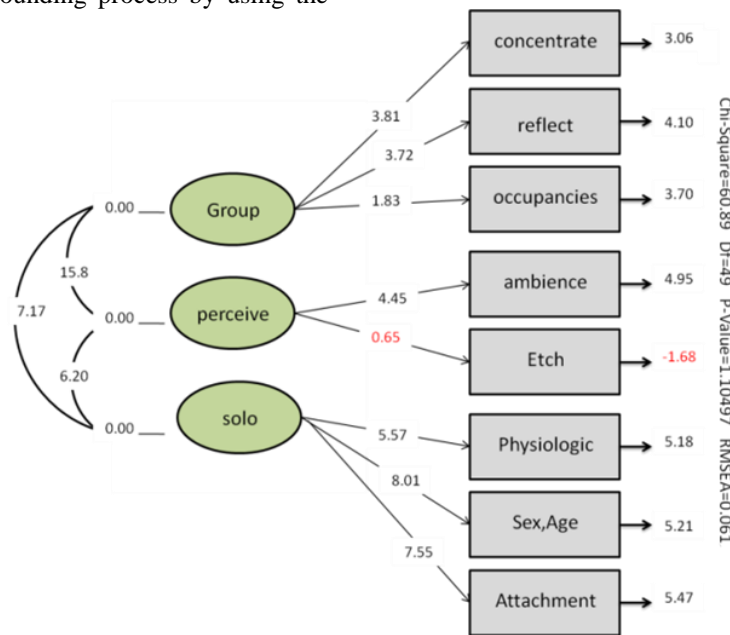 ounding process by using the
concentrate
3.06
3.81
reflect
4.10
3.72
occupancies
3.70
1.83
Group
0.00
15.8
7.17
ambience
4.95
4.45
perceive
0.00
0.65
Etch
-1.68
6.20
solo
0.00
Physiologic
5.18
5.57
8.01
Sex,Age
5.21
7.55
Attachment
5.47
Chi-Square=60.89 Df=49 P-Value=1.10497 RMSEA=0.061